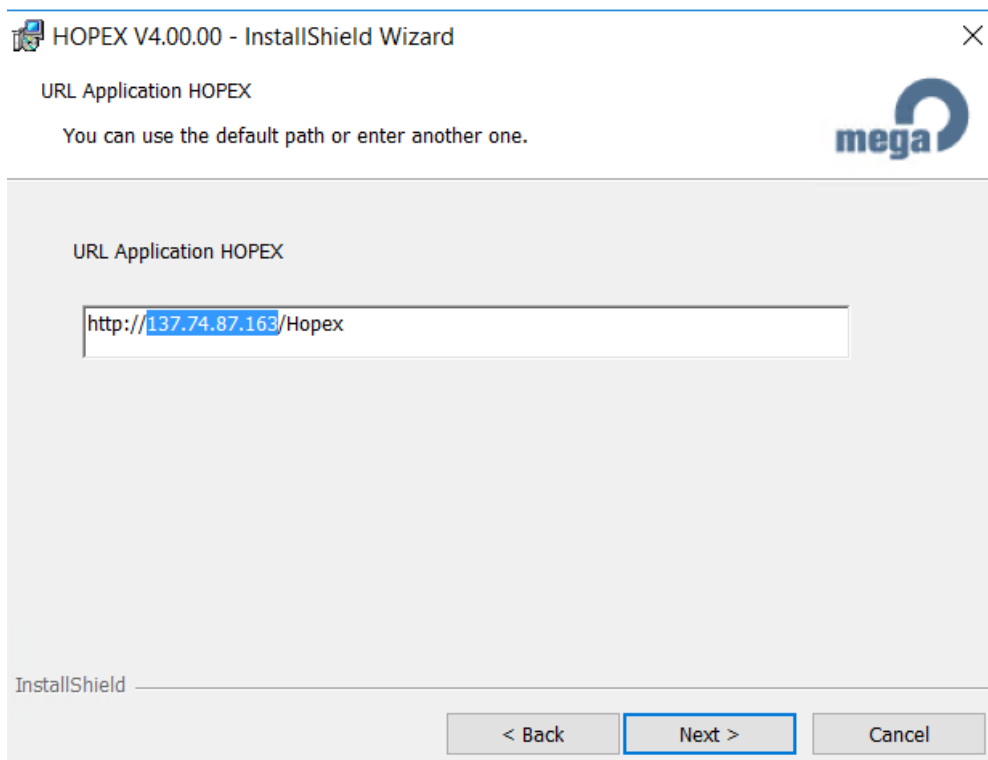 HOPEX V4.00.00 - InstallShield Wizard
URL Application HOPEX
You can use the default path or enter another one.
mega
URL Application HOPEX
http://137.74.87.163/Hopex
InstallShield
< Back Next > Cancel